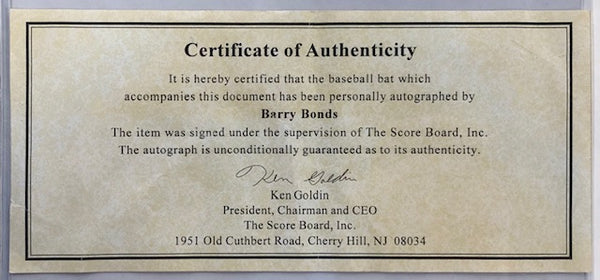 Certificate of Authenticity
It is hereby certified that the baseball bat which
accompanies this document has been personally autographed by
Barry Bonds
The item was signed under the supervision of The Score Board, Inc.
The autograph is unconditionally guaranteed as to its authenticity.
Ken Goldin
Ken Goldin
President, Chairman and CEO
The Score Board, Inc.
1951 Old Cuthbert Road, Cherry Hill, NJ 08034